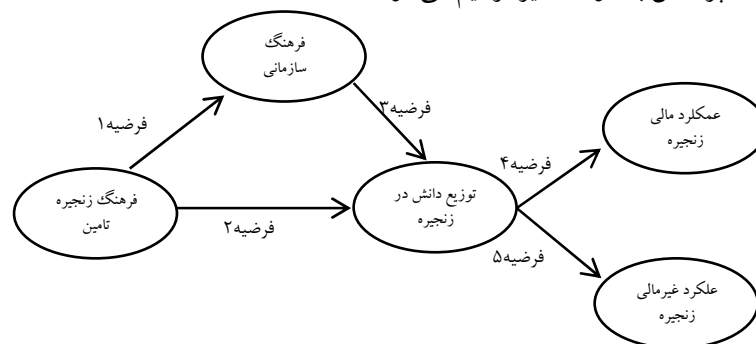 فرهنگ
سازمانی
فرضیه۱
فرضیه۳
عمکلرد مالی
زنجیره
فرضیه۴
فرهنگ زنجیره
تامین
توزیع دانش در
زنجیره
فرضیه۲
فرضیه۵
علکرد غیرمالی
زنجیره